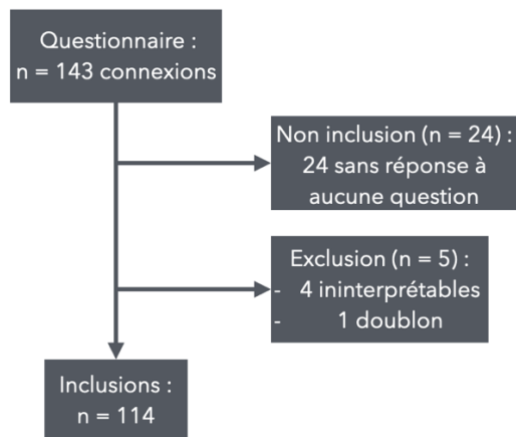 Questionnaire :
n = 143 connexions
Non inclusion (n = 24) :
24 sans réponse à
aucune question
Exclusion (n = 5) :
- 4 ininterprétables
- 1 doublon
Inclusions :
n = 114